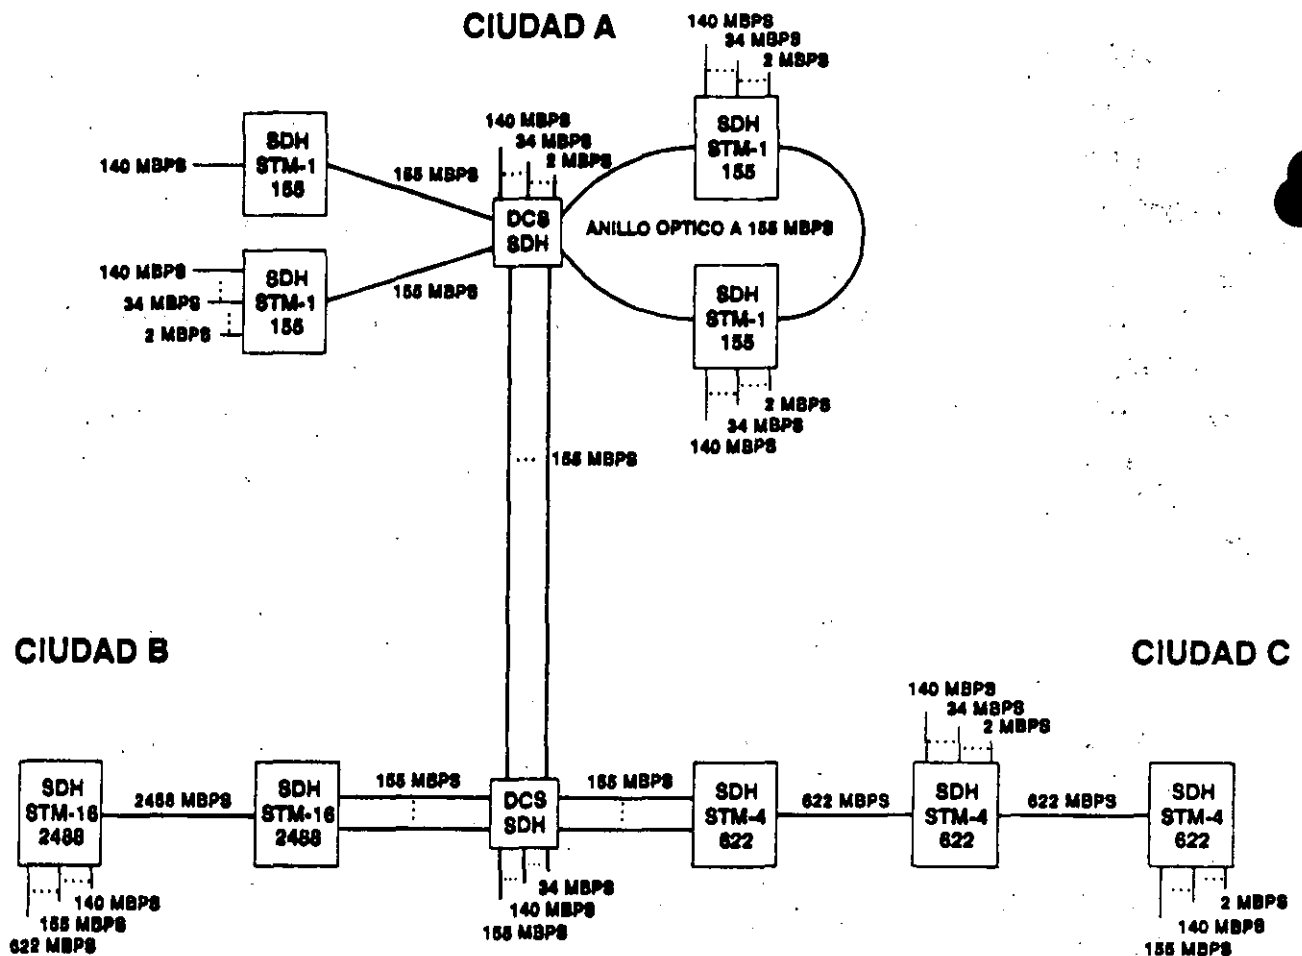 CIUDAD A
140 MBPS
34 MBPS
2 MBPS
SDH
STM-1
155
140 MBPS
34 MBPS
2 MBPS
140 MBPS
SDH
STM-1
155
155 MBPS
DCS
SDH
ANILLO OPTICO A 155 MBPS
140 MBPS
34 MBPS
2 MBPS
SDH
STM-1
155
155 MBPS
SDH
STM-1
155
2 MBPS
34 MBPS
140 MBPS
155 MBPS
CIUDAD B
CIUDAD C
140 MBPS
34 MBPS
2 MBPS
SDH
STM-16
2488
2488 MBPS
SDH
STM-16
2488
155 MBPS
DCS
SDH
155 MBPS
SDH
STM-4
622
622 MBPS
SDH
STM-4
622
622 MBPS
SDH
STM-4
622
140 MBPS
155 MBPS
622 MBPS
34 MBPS
140 MBPS
155 MBPS
2 MBPS
140 MBPS
155 MBPS